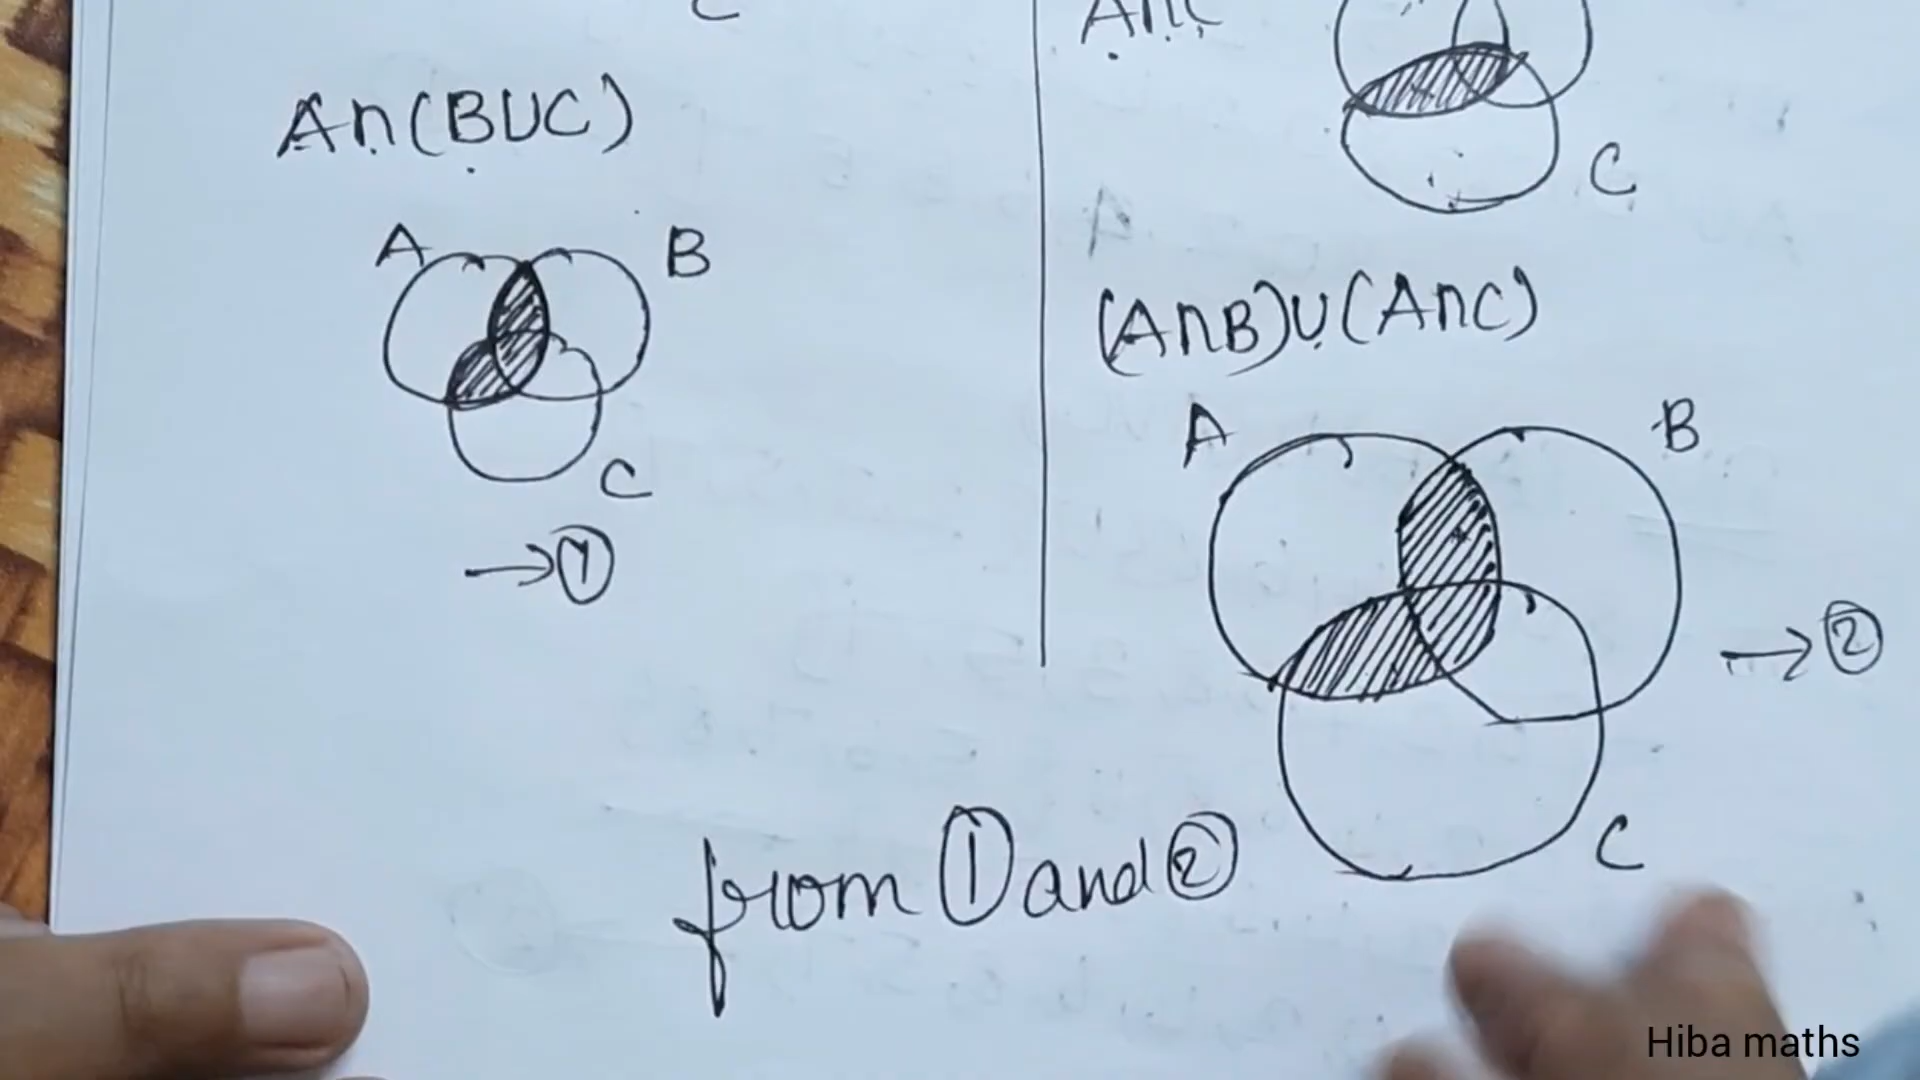 C
A∩(B∪C)
A
B
C
→①
A∩C
C
A
(A∩B)∪(A∩C)
A
B
C
→②
from ① and ②
Hiba maths